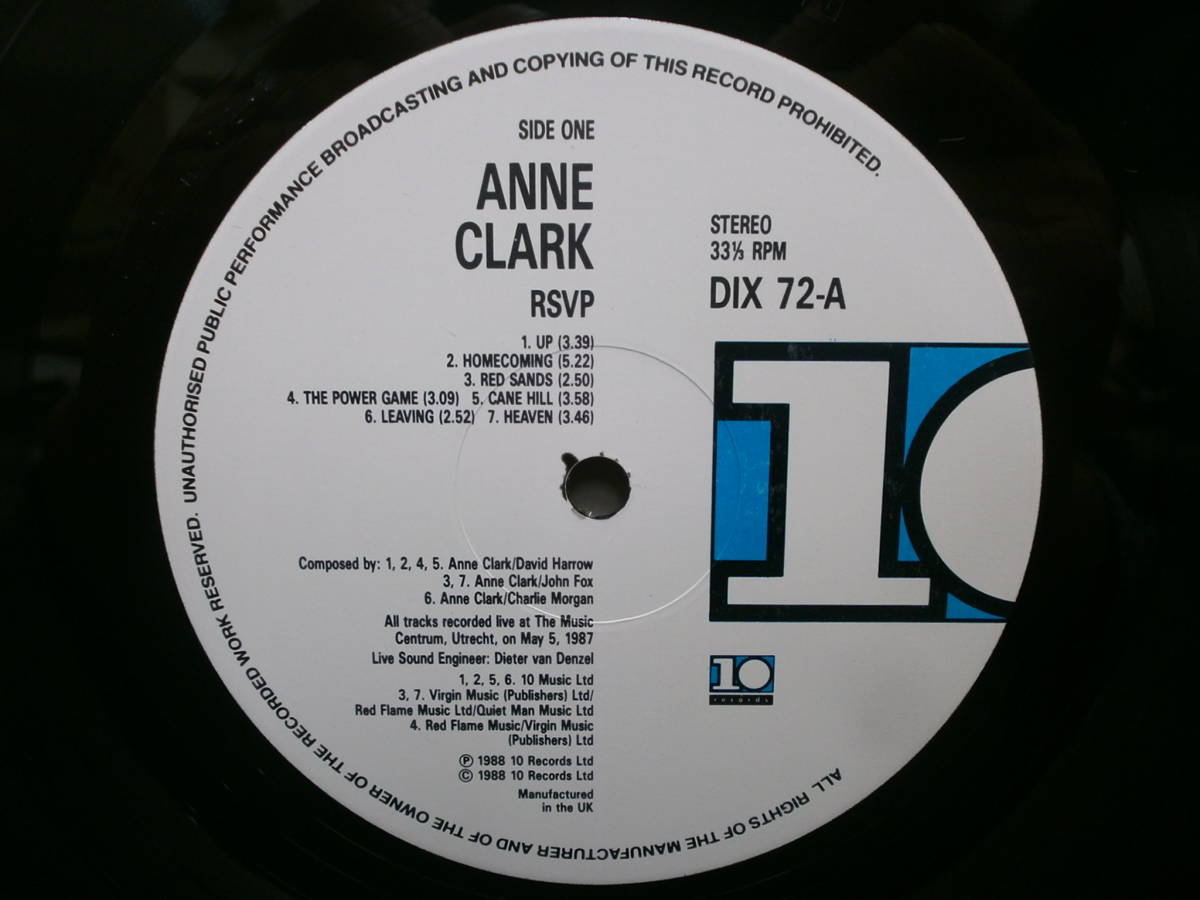 UNAUTHORISED PUBLIC PERFORMANCE BROADCASTING AND COPYING OF THIS RECORD PROHIBITED.
SIDE ONE
ANNE
CLARK
RSVP
1. UP (3.39)
2. HOMECOMING (5.22)
3. RED SANDS (2.50)
4. THE POWER GAME (3.09) 5. CANE HILL (3.58)
6. LEAVING (2.52) 7. HEAVEN (3.46)
STEREO
33⅓ RPM
DIX 72-A
10
Composed by: 1, 2, 4, 5. Anne Clark/David Harrow
3, 7. Anne Clark/John Fox
6. Anne Clark/Charlie Morgan
All tracks recorded live at The Music
Centrum, Utrecht, on May 5, 1987
Live Sound Engineer: Dieter van Denzel
1, 2, 5, 6. 10 Music Ltd
3, 7. Virgin Music (Publishers) Ltd/
Red Flame Music Ltd/Quiet Man Music Ltd
4. Red Flame Music/Virgin Music
(Publishers) Ltd
℗ 1988 10 Records Ltd
© 1988 10 Records Ltd
Manufactured
in the UK
10
records
ALL RIGHTS OF THE MANUFACTURER AND OF THE OWNER OF THE RECORDED WORK RESERVED.